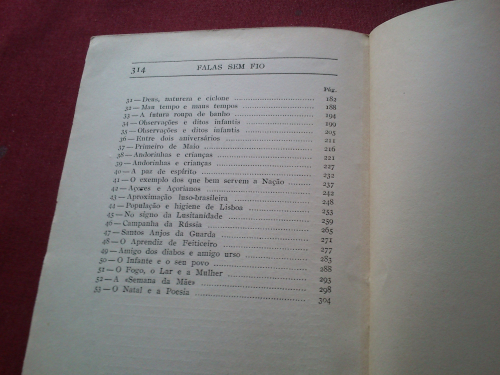 314 FALAS SEM FIO
Pág.
31 — Deus, natureza e ciclone 182
32 — Mau tempo e maus tempos 188
33 — A futura roupa de banho 194
34 — Observações e ditos infantis 199
35 — Observações e ditos infantis 205
36 — Entre dois aniversários 211
37 — Primeiro de Maio 216
38 — Andorinhas e crianças 221
39 — Andorinhas e crianças 227
40 — A paz de espírito 232
41 — O exemplo dos que bem servem a Nação 237
42 — Açores e Açorianos 242
43 — Aproximação luso-brasileira 248
44 — População e higiene de Lisboa 253
45 — No signo da Lusitanidade 259
46 — Campanha da Rússia 265
47 — Santos Anjos da Guarda 271
48 — O Aprendiz de Feiticeiro 277
49 — Amigo dos diabos e amigo urso 283
50 — O Infante e o seu povo 288
51 — O Fogo, o Lar e a Mulher 293
52 — A «Semana da Mãe» 298
53 — O Natal e a Poesia 304